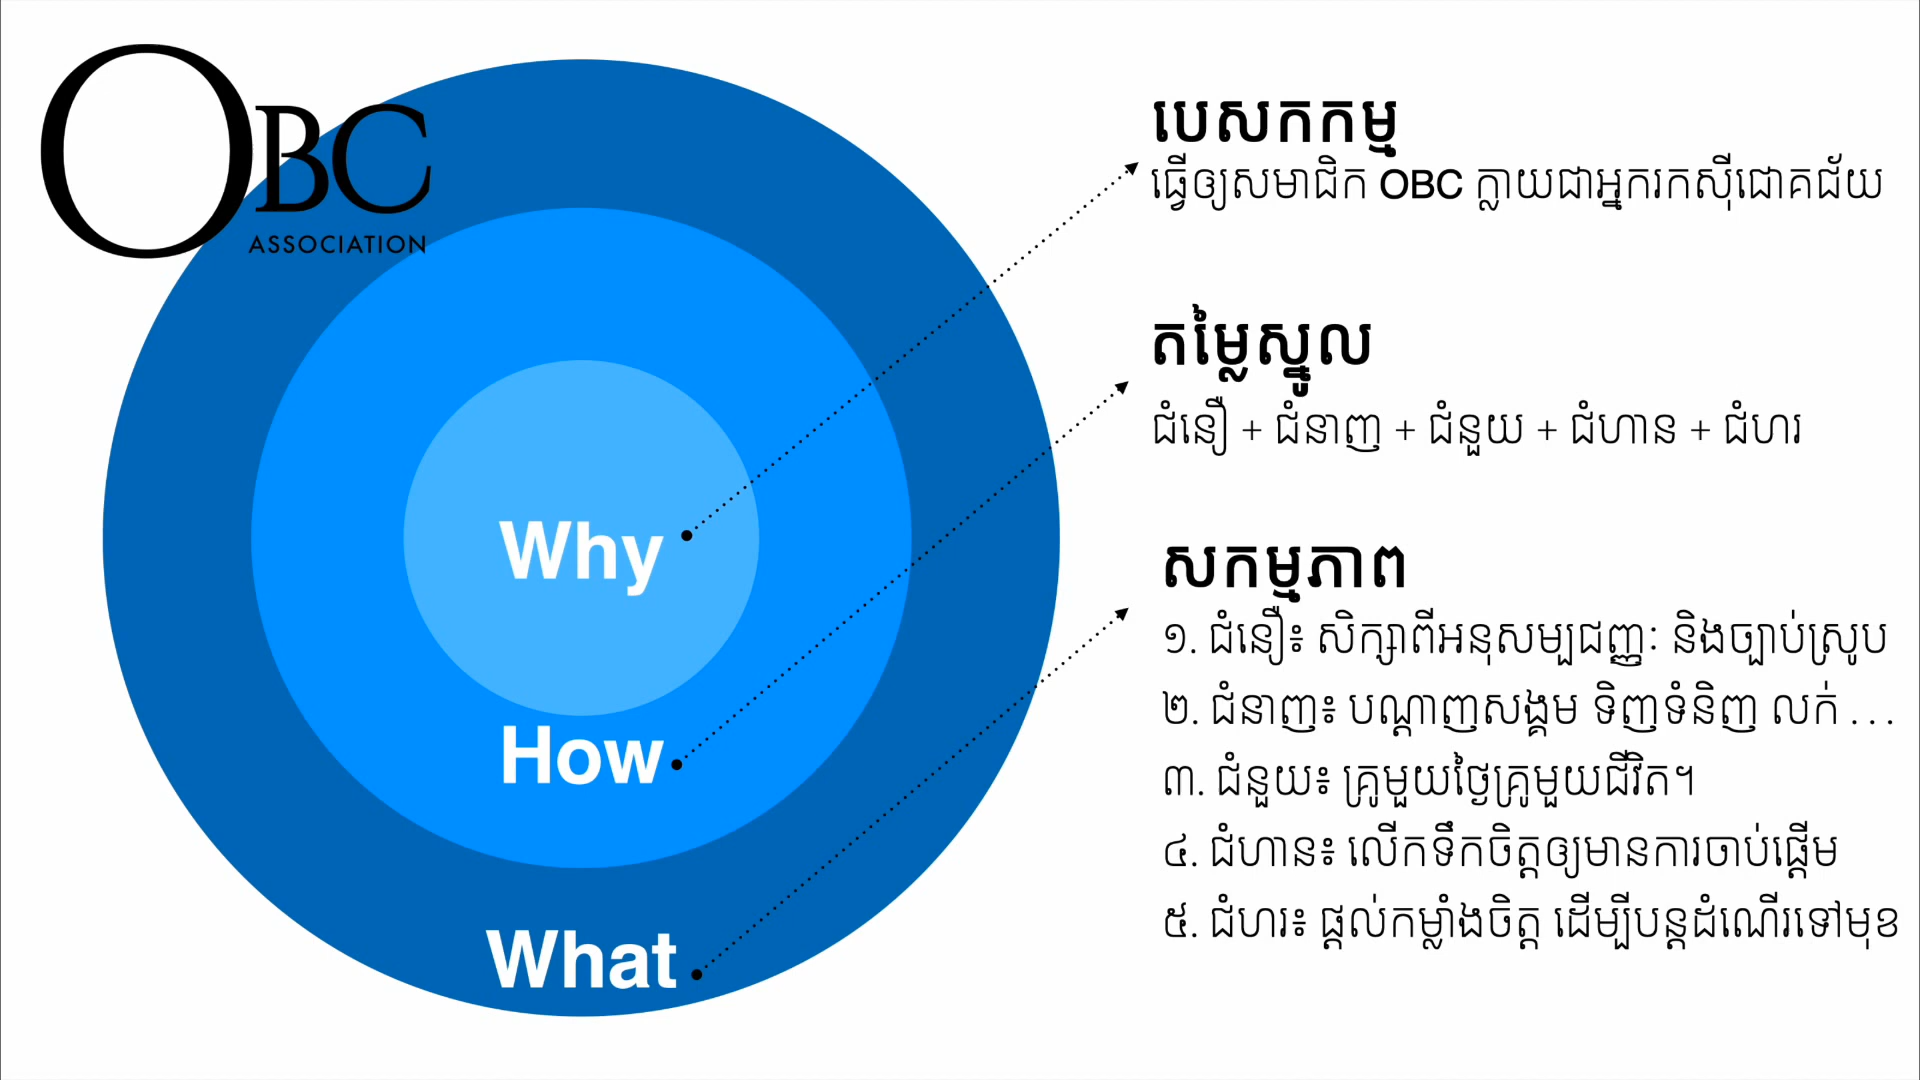 OBC
ASSOCIATION
Why
How
What
បេសកកម្ម
ធ្វើឲ្យសមាជិក OBC ក្លាយជាអ្នករកស៊ីជោគជ័យ
តម្លៃស្នូល
ជំនឿ + ជំនាញ + ជំនួយ + ជំហាន + ជំហរ
សកម្មភាព
១. ជំនឿ៖ សិក្សាពីអនុសម្បជញ្ញៈ និងច្បាប់ស្រូប
២. ជំនាញ៖ បណ្ដាញសង្គម ទិញទំនិញ លក់ ...
៣. ជំនួយ៖ គ្រូមួយថ្ងៃគ្រូមួយជីវិត។
៤. ជំហាន៖ លើកទឹកចិត្តឲ្យមានការចាប់ផ្ដើម
៥. ជំហរ៖ ផ្ដល់កម្លាំងចិត្ត ដើម្បីបន្តដំណើរទៅមុខ